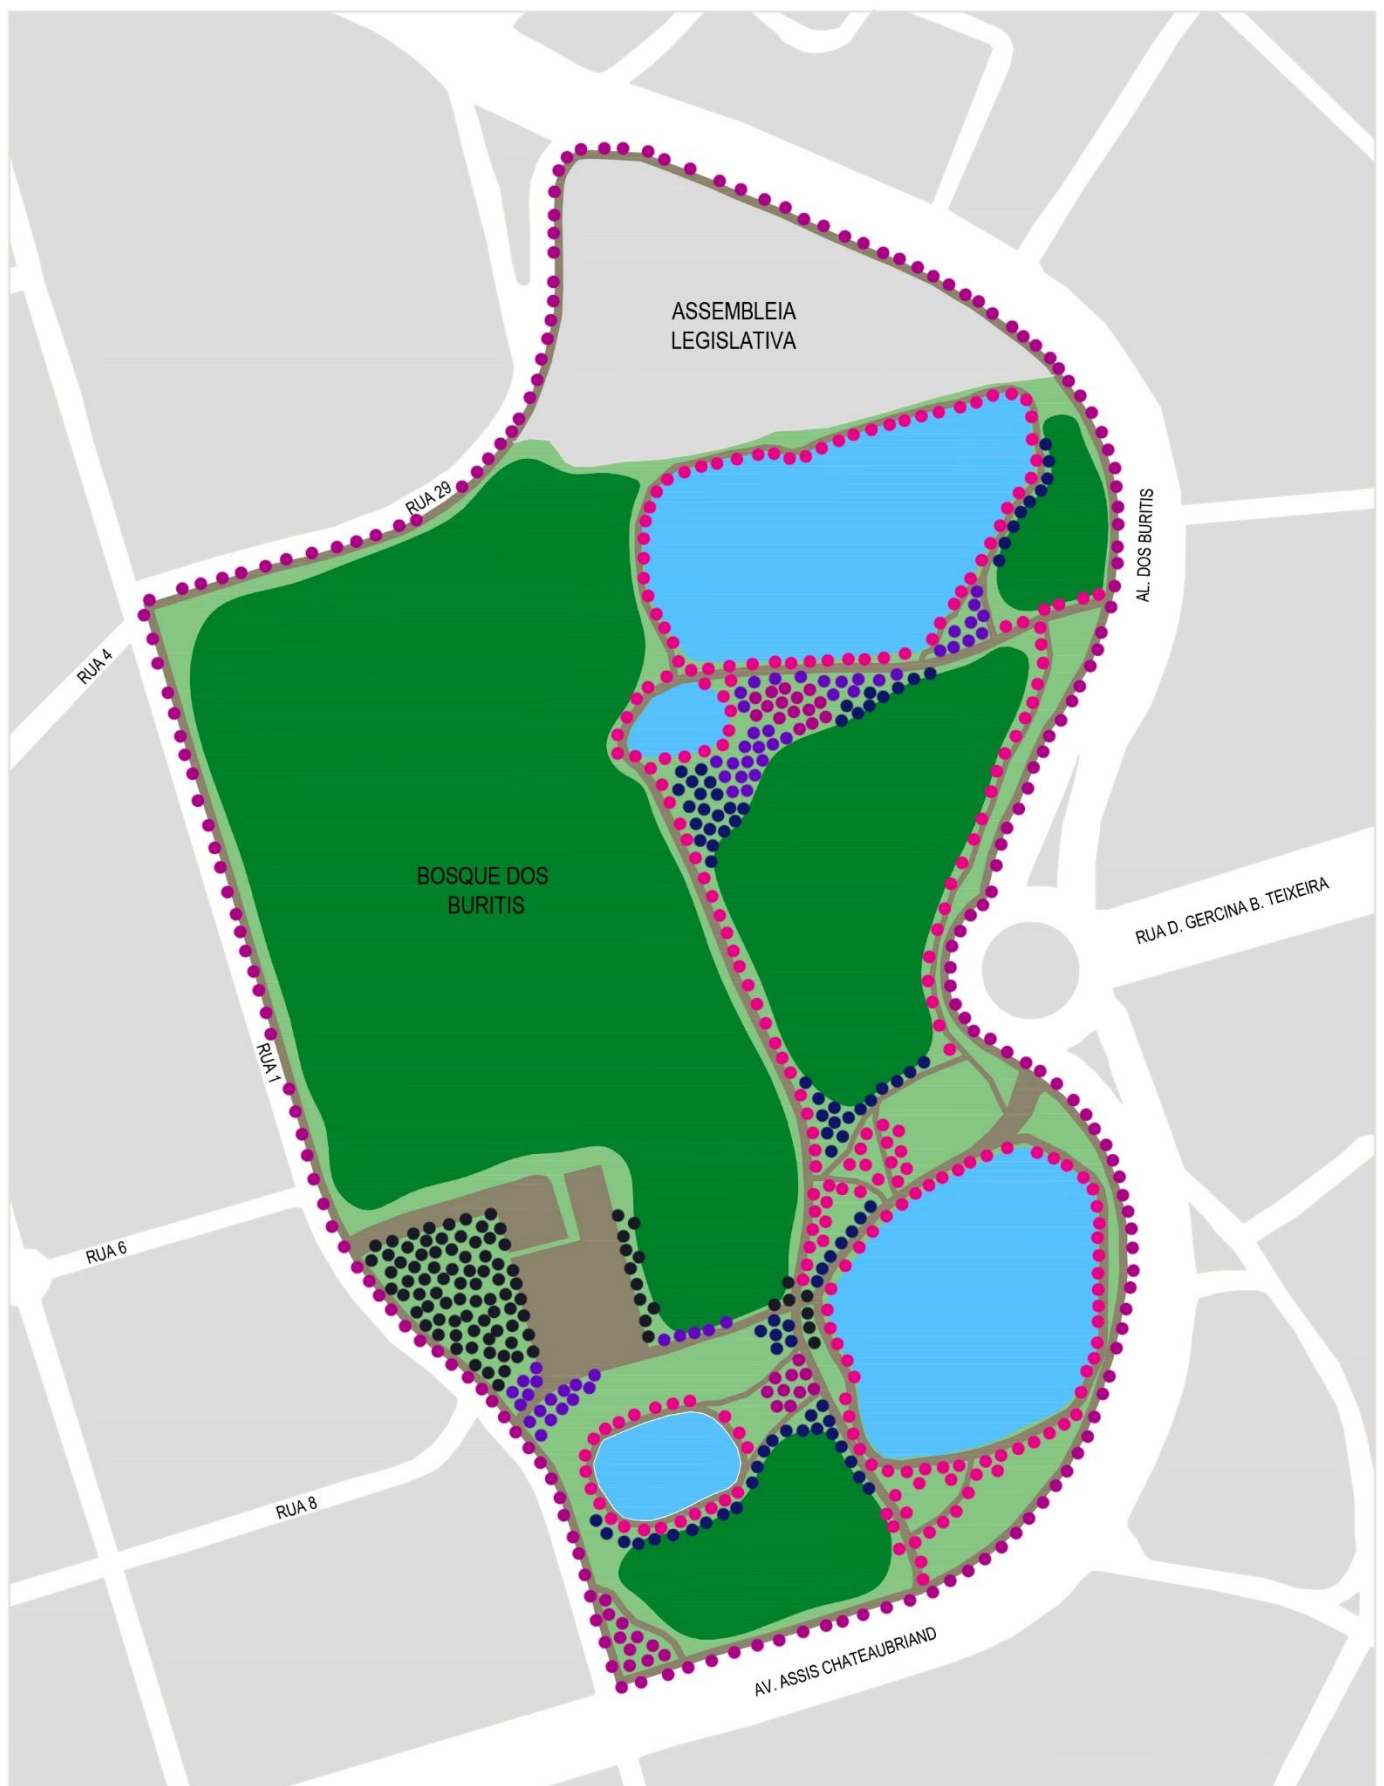 ASSEMBLEIA
LEGISLATIVA
RUA 29
AL. DOS BURITIS
RUA 4
BOSQUE DOS
BURITIS
RUA D. GERCINA B. TEIXEIRA
RUA 1
RUA 6
RUA 8
AV. ASSIS CHATEAUBRIAND